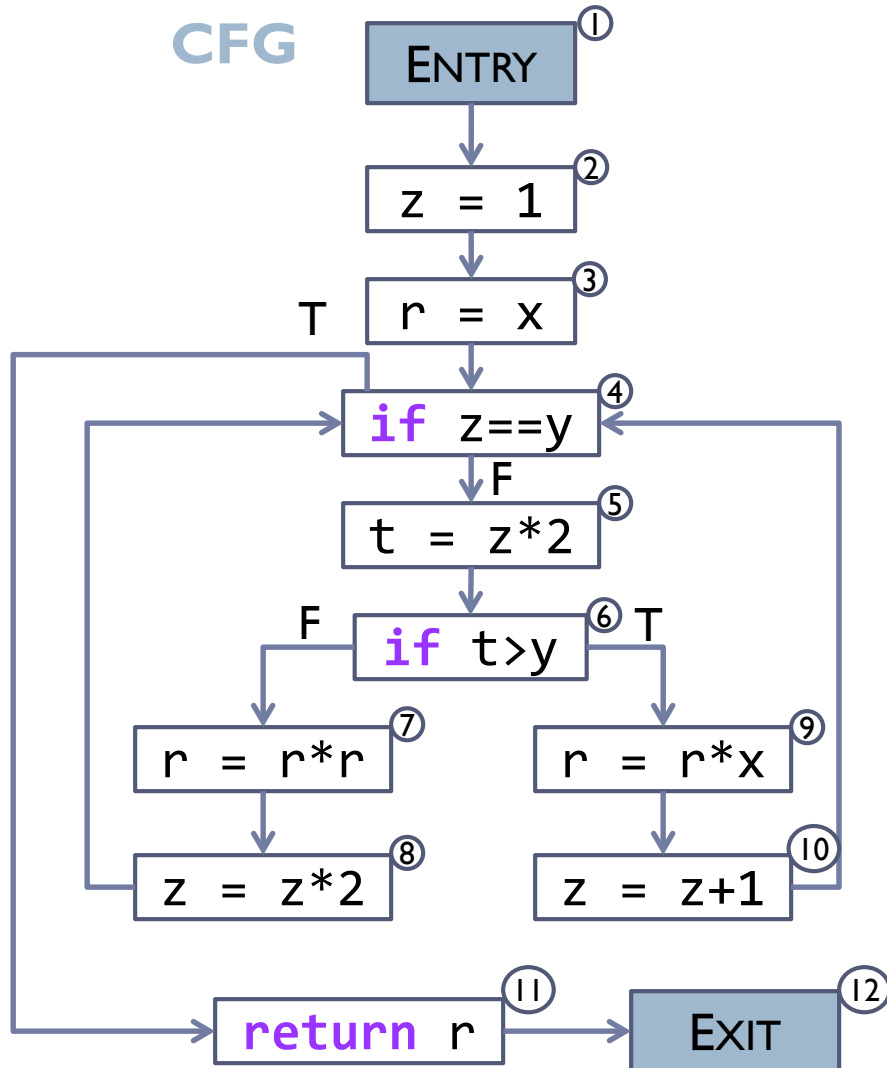 CFG
1
ENTRY
2
z = 1
3
r = x
T
4
if z==y
F
5
t = z*2
F
6
T
if t>y
7
r = r*r
9
r = r*x
8
z = z*2
10
z = z+1
11
return r
12
EXIT